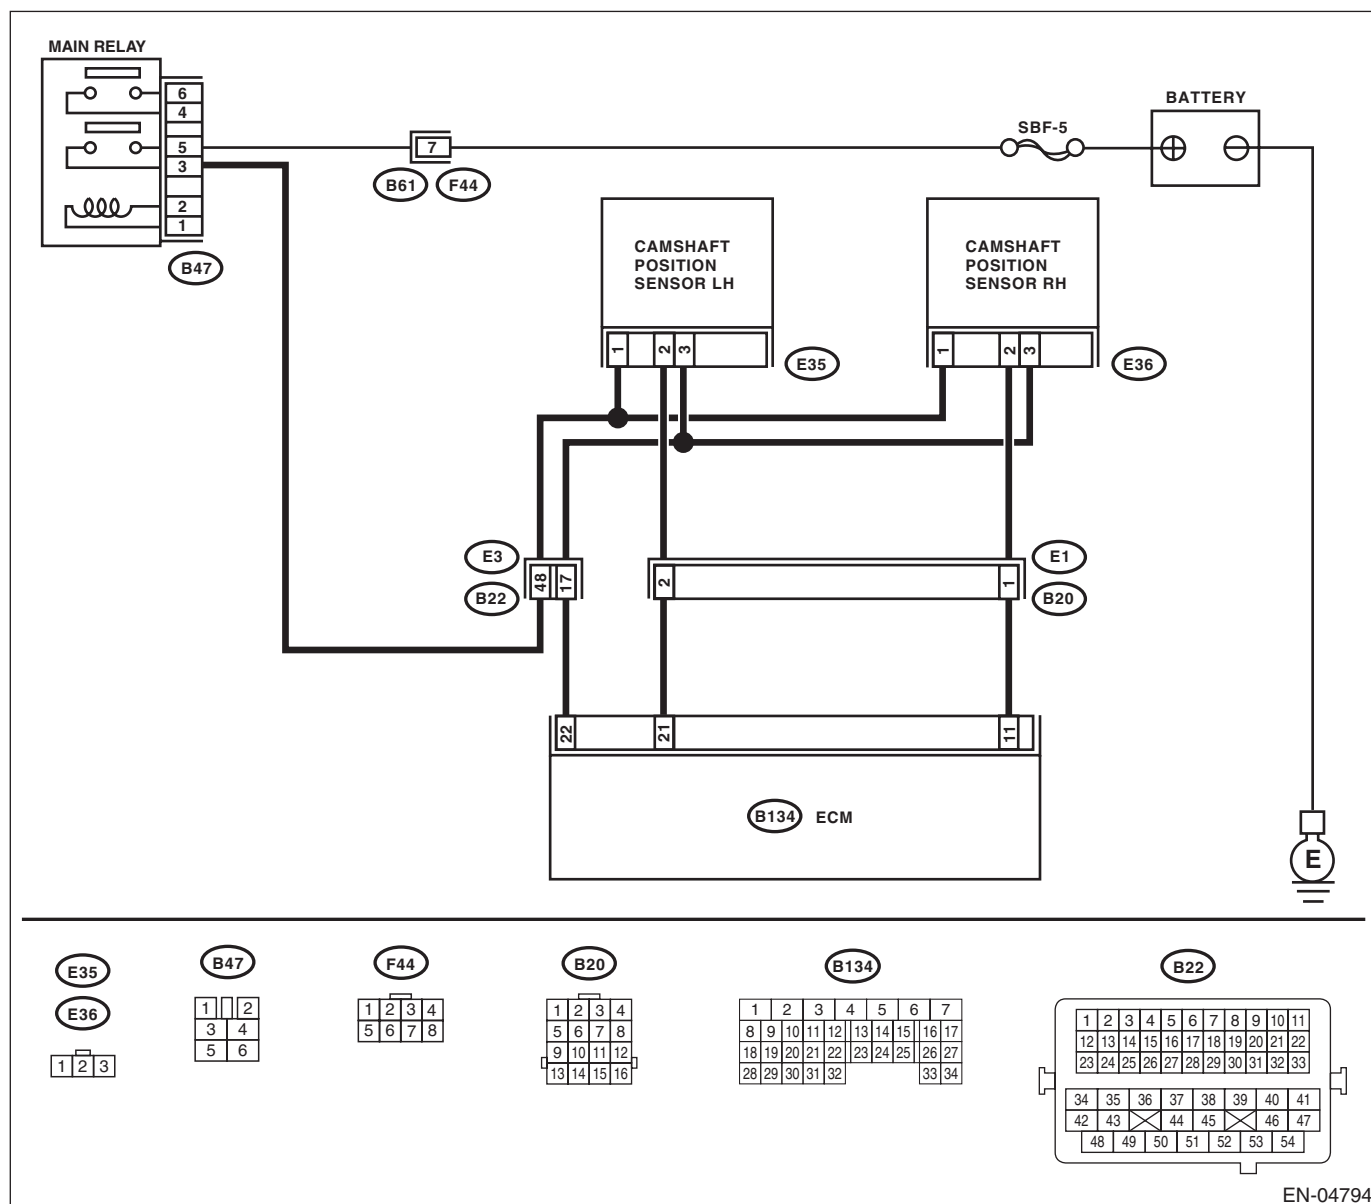 MAIN RELAY
6
4
5
3
2
1
B47
7
B61
F44
SBF-5
BATTERY
CAMSHAFT
POSITION
SENSOR LH
1 2 3
E35
CAMSHAFT
POSITION
SENSOR RH
1 2 3
E36
E3
B22
48 17
2
1
E1
B20
22 21 11
B134 ECM
E
E35
E36
1 2 3
B47
1 2
3 4
5 6
F44
1 2 3 4
5 6 7 8
B20
1 2 3 4
5 6 7 8
9 10 11 12
13 14 15 16
B134
1 2 3 4 5 6 7
8 9 10 11 12 13 14 15 16 17
18 19 20 21 22 23 24 25 26 27
28 29 30 31 32 33 34
B22
1 2 3 4 5 6 7 8 9 10 11
12 13 14 15 16 17 18 19 20 21 22
23 24 25 26 27 28 29 30 31 32 33
34 35 36 37 38 39 40 41
42 43 44 45 46 47
48 49 50 51 52 53 54
EN-04794